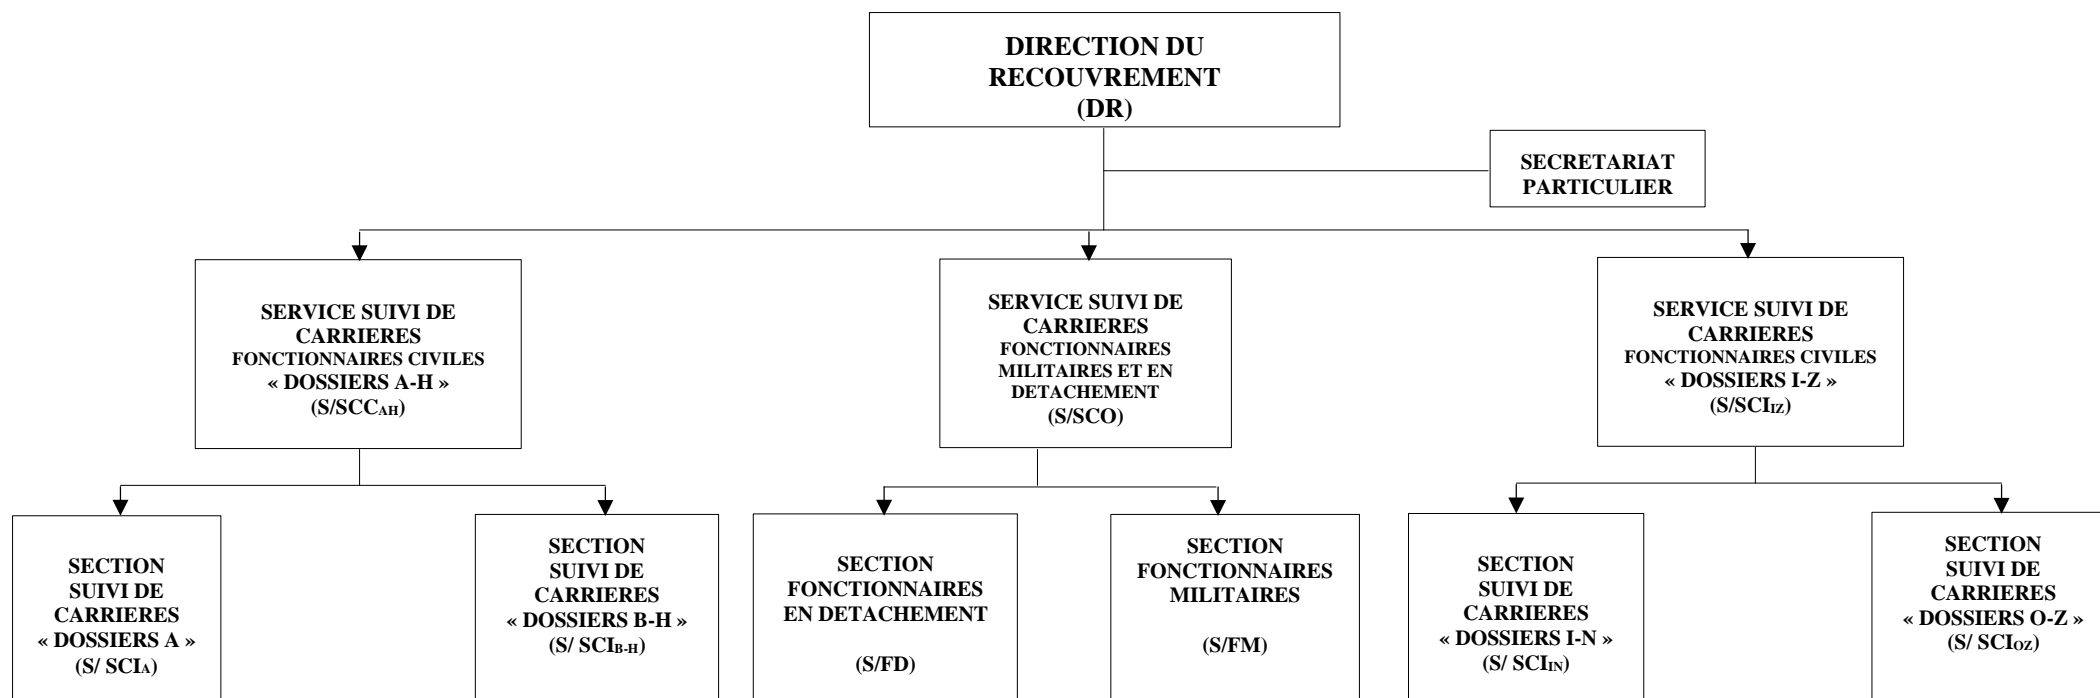 DIRECTION DU
RECOUVREMENT
(DR)
SECRETARIAT
PARTICULIER
SERVICE SUIVI DE
CARRIERES
FONCTIONNAIRES CIVILES
« DOSSIERS A-H »
(S/SCCAH)
SERVICE SUIVI DE
CARRIERES
FONCTIONNAIRES
MILITAIRES ET EN
DETACHEMENT
(S/SCO)
SERVICE SUIVI DE
CARRIERES
FONCTIONNAIRES CIVILES
« DOSSIERS I-Z »
(S/SCIIZ)
SECTION
SUIVI DE
CARRIERES
« DOSSIERS A »
(S/ SCIA)
SECTION
SUIVI DE
CARRIERES
« DOSSIERS B-H »
(S/ SCIB-H)
SECTION
FONCTIONNAIRES
EN DETACHEMENT
(S/FD)
SECTION
FONCTIONNAIRES
MILITAIRES
(S/FM)
SECTION
SUIVI DE
CARRIERES
« DOSSIERS I-N »
(S/ SCIIN)
SECTION
SUIVI DE
CARRIERES
« DOSSIERS O-Z »
(S/ SCIOZ)